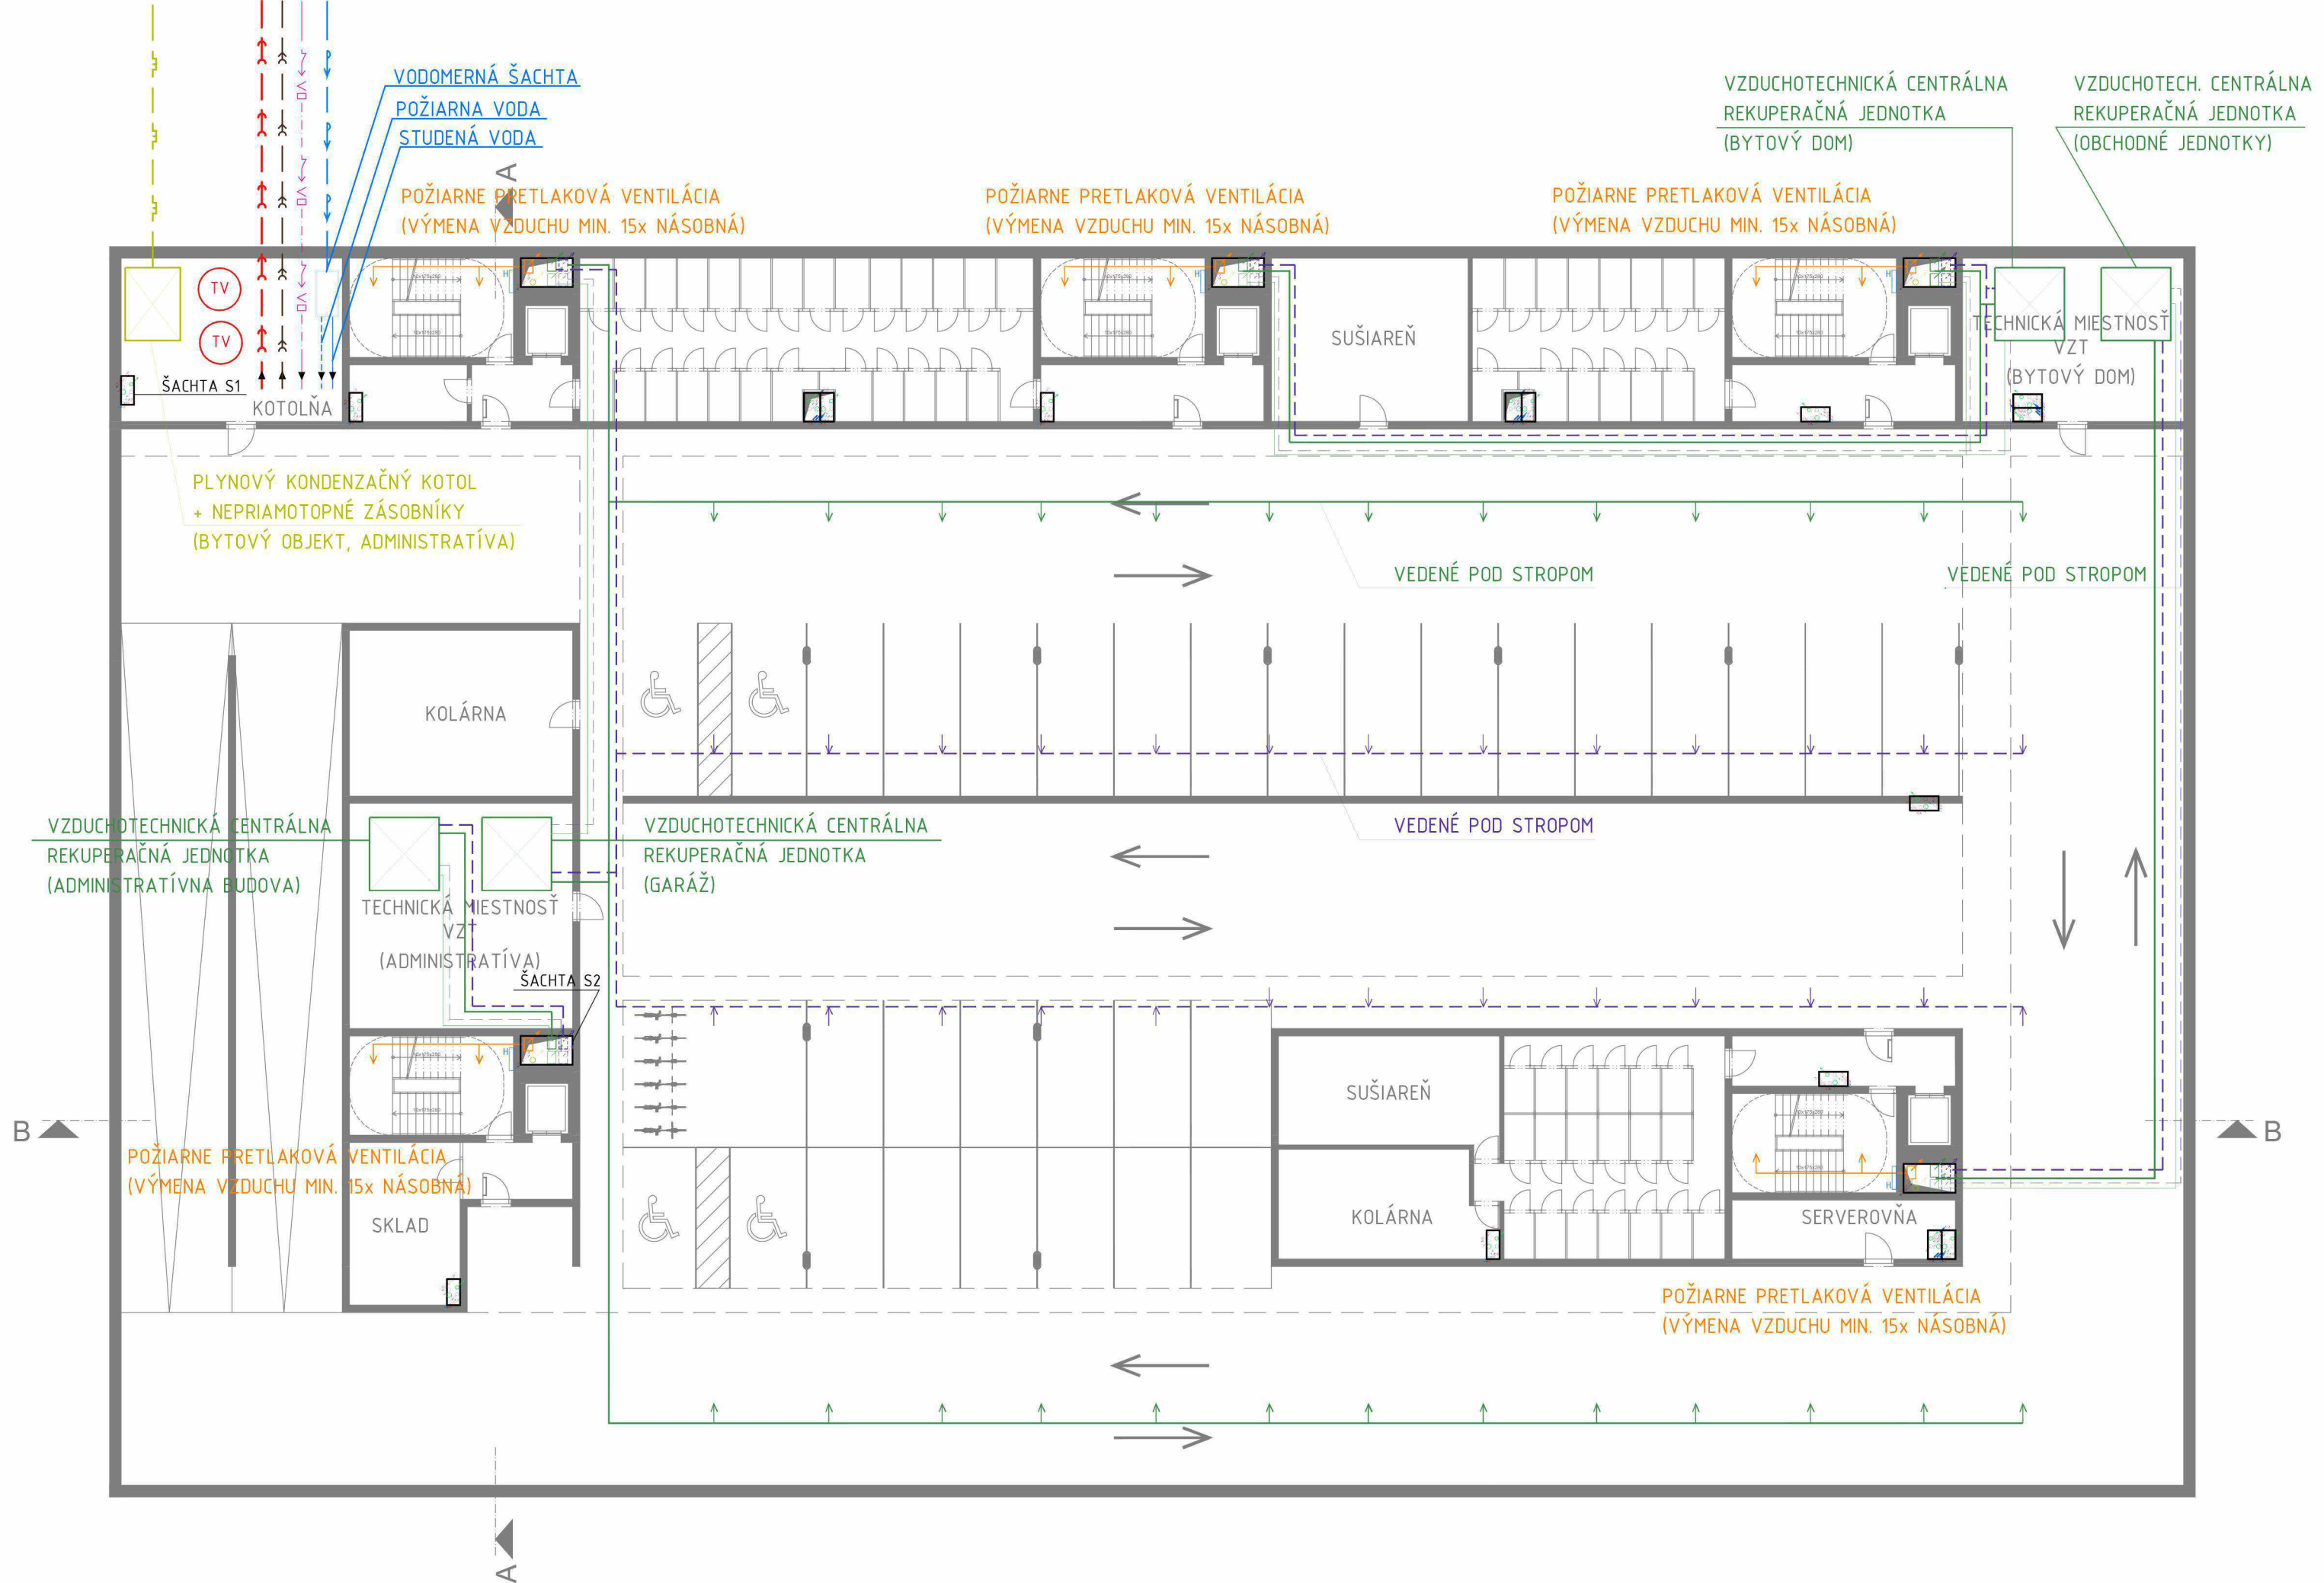 VODOMERNÁ ŠACHTA
POŽIARNA VODA
STUDENÁ VODA
VZDUCHOTECHNICKÁ CENTRÁLNA
REKUPERAČNÁ JEDNOTKA
(BYTOVÝ DOM)
VZDUCHOTECH. CENTRÁLNA
REKUPERAČNÁ JEDNOTKA
(OBCHODNÉ JEDNOTKY)
A
POŽIARNE PRETLAKOVÁ VENTILÁCIA
(VÝMENA VZDUCHU MIN. 15x NÁSOBNÁ)
POŽIARNE PRETLAKOVÁ VENTILÁCIA
(VÝMENA VZDUCHU MIN. 15x NÁSOBNÁ)
POŽIARNE PRETLAKOVÁ VENTILÁCIA
(VÝMENA VZDUCHU MIN. 15x NÁSOBNÁ)
TV
TV
ŠACHTA S1
KOTOLŇA
H
H
H
SUŠIAREŇ
TECHNICKÁ MIESTNOSŤ
VZT
(BYTOVÝ DOM)
PLYNOVÝ KONDENZAČNÝ KOTOL
+ NEPRIAMOTOPNÉ ZÁSOBNÍKY
(BYTOVÝ OBJEKT, ADMINISTRATÍVA)
VEDENÉ POD STROPOM
VEDENÉ POD STROPOM
KOLÁRNA
VZDUCHOTECHNICKÁ CENTRÁLNA
REKUPERAČNÁ JEDNOTKA
(ADMINISTRATÍVNA BUDOVA)
VZDUCHOTECHNICKÁ CENTRÁLNA
REKUPERAČNÁ JEDNOTKA
(GARÁŽ)
VEDENÉ POD STROPOM
TECHNICKÁ MIESTNOSŤ
VZT
(ADMINISTRATÍVA)
ŠACHTA S2
H
SUŠIAREŇ
B
B
POŽIARNE PRETLAKOVÁ VENTILÁCIA
(VÝMENA VZDUCHU MIN. 15x NÁSOBNÁ)
H
SKLAD
KOLÁRNA
SERVEROVŇA
POŽIARNE PRETLAKOVÁ VENTILÁCIA
(VÝMENA VZDUCHU MIN. 15x NÁSOBNÁ)
A